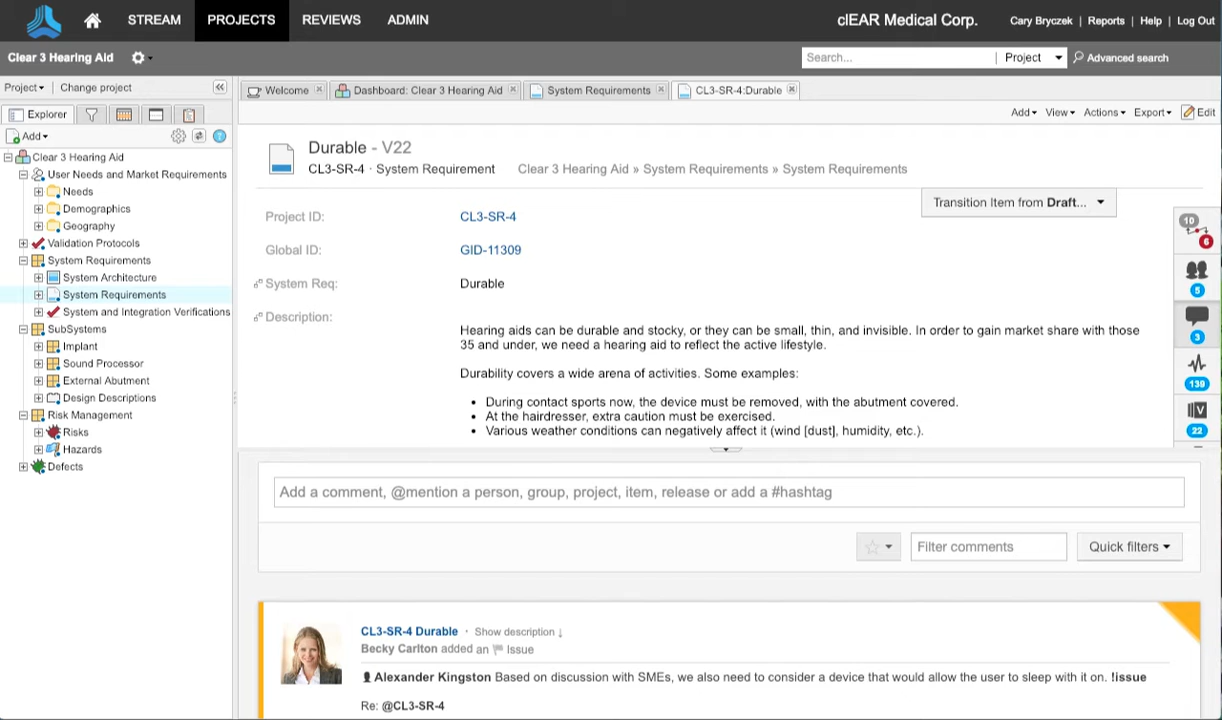 STREAM PROJECTS REVIEWS ADMIN clEAR Medical Corp. Cary Bryczek | Reports | Help | Log Out
Clear 3 Hearing Aid Search... Project Advanced search
Project Change project
Welcome Dashboard: Clear 3 Hearing Aid System Requirements CL3-SR-4:Durable
Explorer
Add View Actions Export Edit
Add
Clear 3 Hearing Aid
User Needs and Market Requirements
Needs
Demographics
Geography
Validation Protocols
System Requirements
System Architecture
System Requirements
System and Integration Verifications
SubSystems
Implant
Sound Processor
External Abutment
Design Descriptions
Risk Management
Risks
Hazards
Defects
Durable - V22
CL3-SR-4 · System Requirement Clear 3 Hearing Aid » System Requirements » System Requirements
Transition Item from Draft...
Project ID: CL3-SR-4
Global ID: GID-11309
System Req: Durable
Description:
Hearing aids can be durable and stocky, or they can be small, thin, and invisible. In order to gain market share with those
35 and under, we need a hearing aid to reflect the active lifestyle.
Durability covers a wide arena of activities. Some examples:
• During contact sports now, the device must be removed, with the abutment covered.
• At the hairdresser, extra caution must be exercised.
• Various weather conditions can negatively affect it (wind [dust], humidity, etc.).
10
6
5
3
139
V
22
Add a comment, @mention a person, group, project, item, release or add a #hashtag
Filter comments Quick filters
CL3-SR-4 Durable · Show description ↓
Becky Carlton added an Issue
Alexander Kingston Based on discussion with SMEs, we also need to consider a device that would allow the user to sleep with it on. !issue
Re: @CL3-SR-4